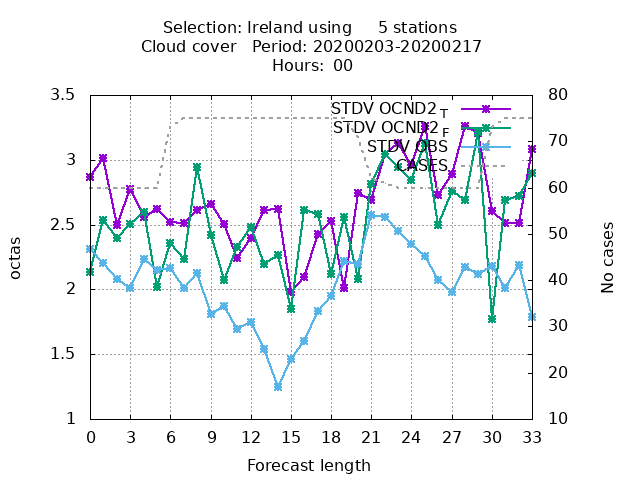 Selection: Ireland using     5 stations
Cloud cover   Period: 20200203-20200217
Hours:  00
3.5
3
2.5
2
1.5
1
octas
80
70
60
50
40
30
20
10
No cases
STDV OCND2 T
STDV OCND2 F
STDV OBS
CASES
0 3 6 9 12 15 18 21 24 27 30 33
Forecast length